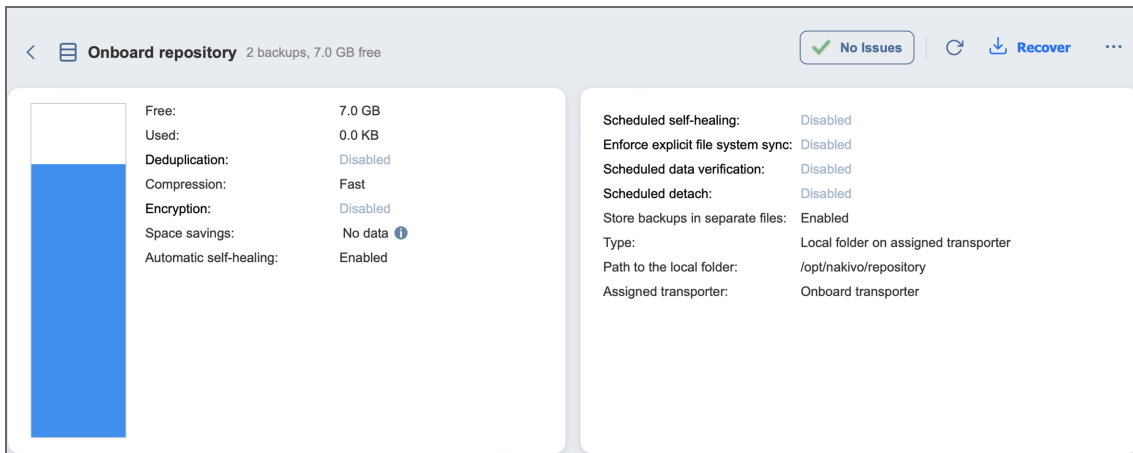 Onboard repository 2 backups, 7.0 GB free
No Issues
Recover
Free: 7.0 GB
Used: 0.0 KB
Deduplication: Disabled
Compression: Fast
Encryption: Disabled
Space savings: No data
Automatic self-healing: Enabled
Scheduled self-healing: Disabled
Enforce explicit file system sync: Disabled
Scheduled data verification: Disabled
Scheduled detach: Disabled
Store backups in separate files: Enabled
Type: Local folder on assigned transporter
Path to the local folder: /opt/nakivo/repository
Assigned transporter: Onboard transporter